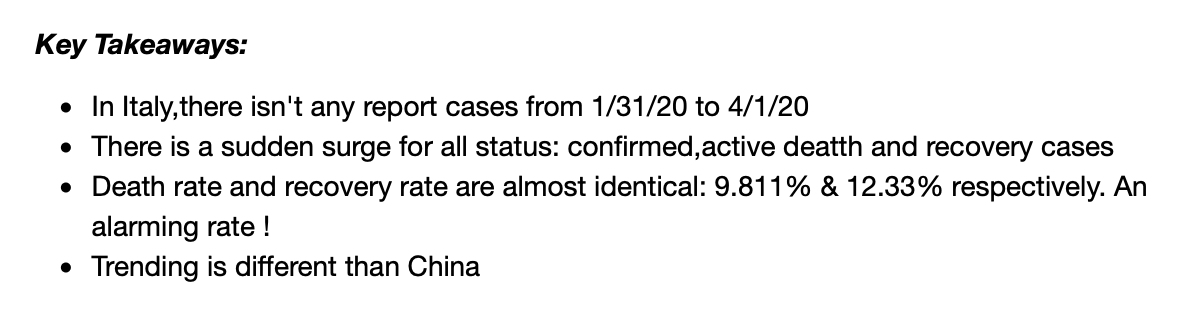 Key Takeaways:
• In Italy,there isn't any report cases from 1/31/20 to 4/1/20
• There is a sudden surge for all status: confirmed,active deatth and recovery cases
• Death rate and recovery rate are almost identical: 9.811% & 12.33% respectively. An
alarming rate !
• Trending is different than China